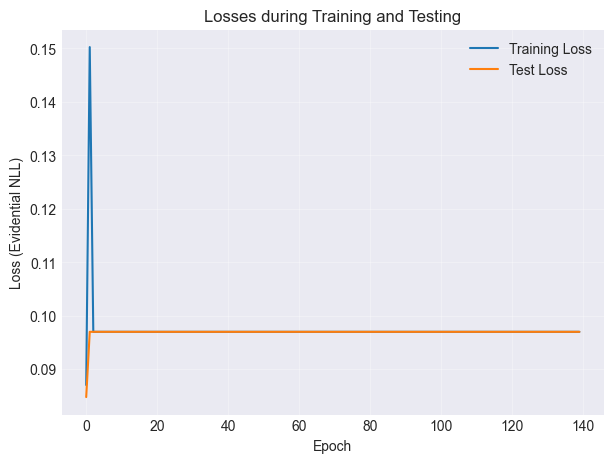 Losses during Training and Testing
Training Loss
Test Loss
Loss (Evidential NLL)
0.15
0.14
0.13
0.12
0.11
0.10
0.09
0 20 40 60 80 100 120 140
Epoch